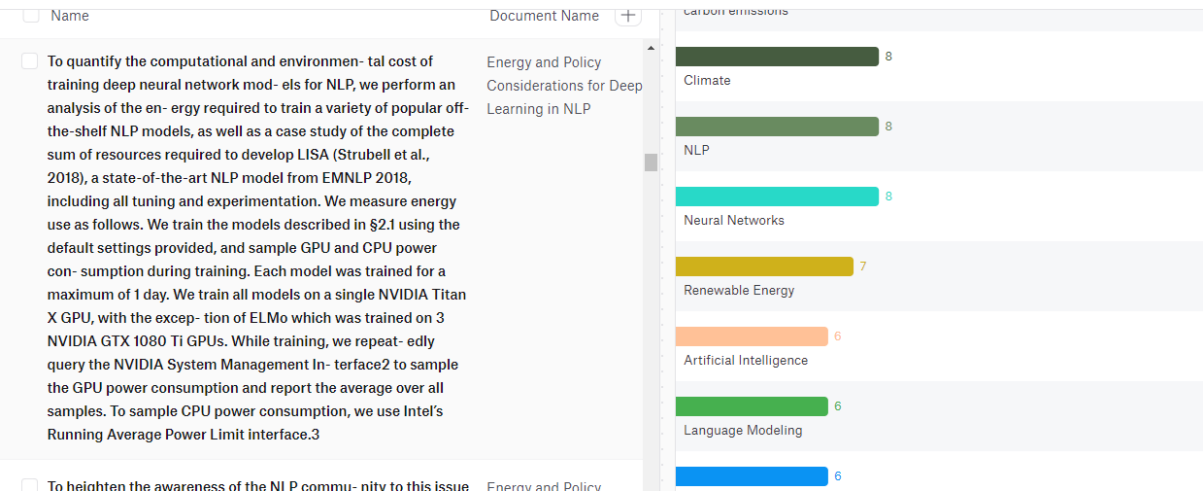 Name
Document Name
To quantify the computational and environmen- tal cost of
training deep neural network mod- els for NLP, we perform an
analysis of the en- ergy required to train a variety of popular off-
the-shelf NLP models, as well as a case study of the complete
sum of resources required to develop LISA (Strubell et al.,
2018), a state-of-the-art NLP model from EMNLP 2018,
including all tuning and experimentation. We measure energy
use as follows. We train the models described in §2.1 using the
default settings provided, and sample GPU and CPU power
con- sumption during training. Each model was trained for a
maximum of 1 day. We train all models on a single NVIDIA Titan
X GPU, with the excep- tion of ELMo which was trained on 3
NVIDIA GTX 1080 Ti GPUs. While training, we repeat- edly
query the NVIDIA System Management In- terface2 to sample
the GPU power consumption and report the average over all
samples. To sample CPU power consumption, we use Intel’s
Running Average Power Limit interface.3
Energy and Policy
Considerations for Deep
Learning in NLP
To heighten the awareness of the NLP commu- nity to this issue
Energy and Policy
carbon emissions
8
Climate
8
NLP
8
Neural Networks
7
Renewable Energy
6
Artificial Intelligence
6
Language Modeling
6